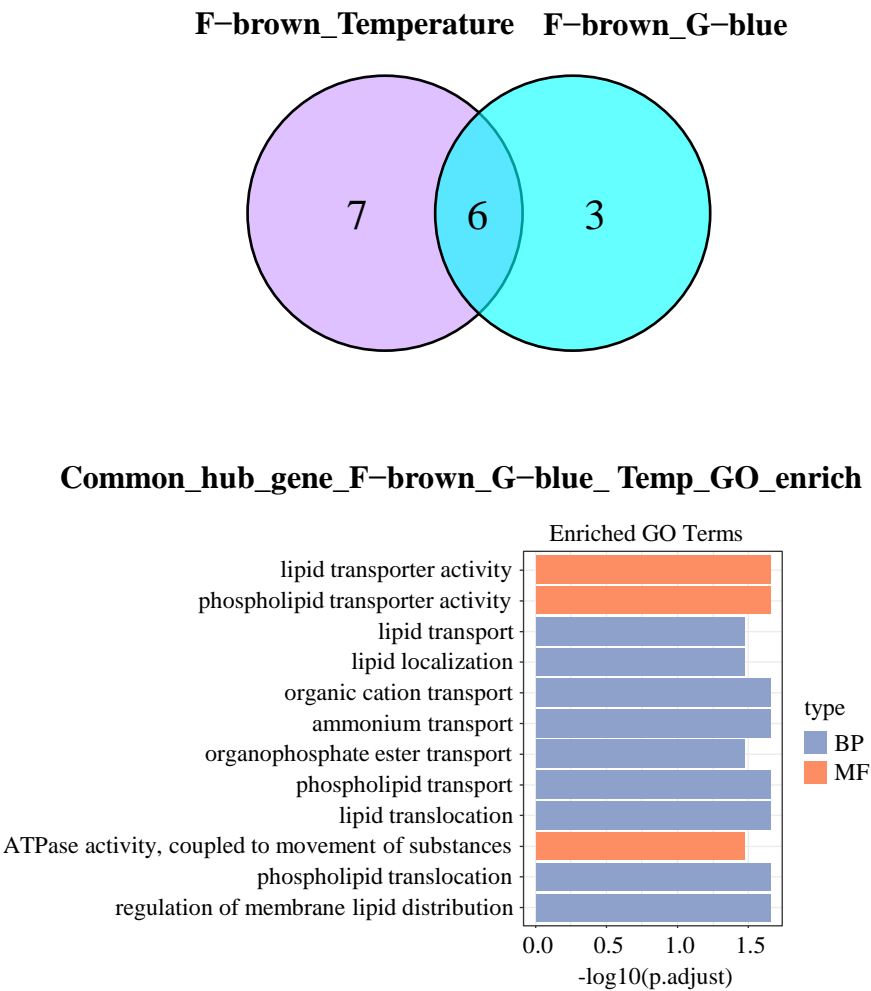 F−brown_Temperature F−brown_G−blue
7 6 3
Common_hub_gene_F−brown_G−blue_ Temp_GO_enrich
Enriched GO Terms
lipid transporter activity
phospholipid transporter activity
lipid transport
lipid localization
organic cation transport
ammonium transport
organophosphate ester transport
phospholipid transport
lipid translocation
ATPase activity, coupled to movement of substances
phospholipid translocation
regulation of membrane lipid distribution
type
BP
MF
0.0 0.5 1.0 1.5
-log10(p.adjust)